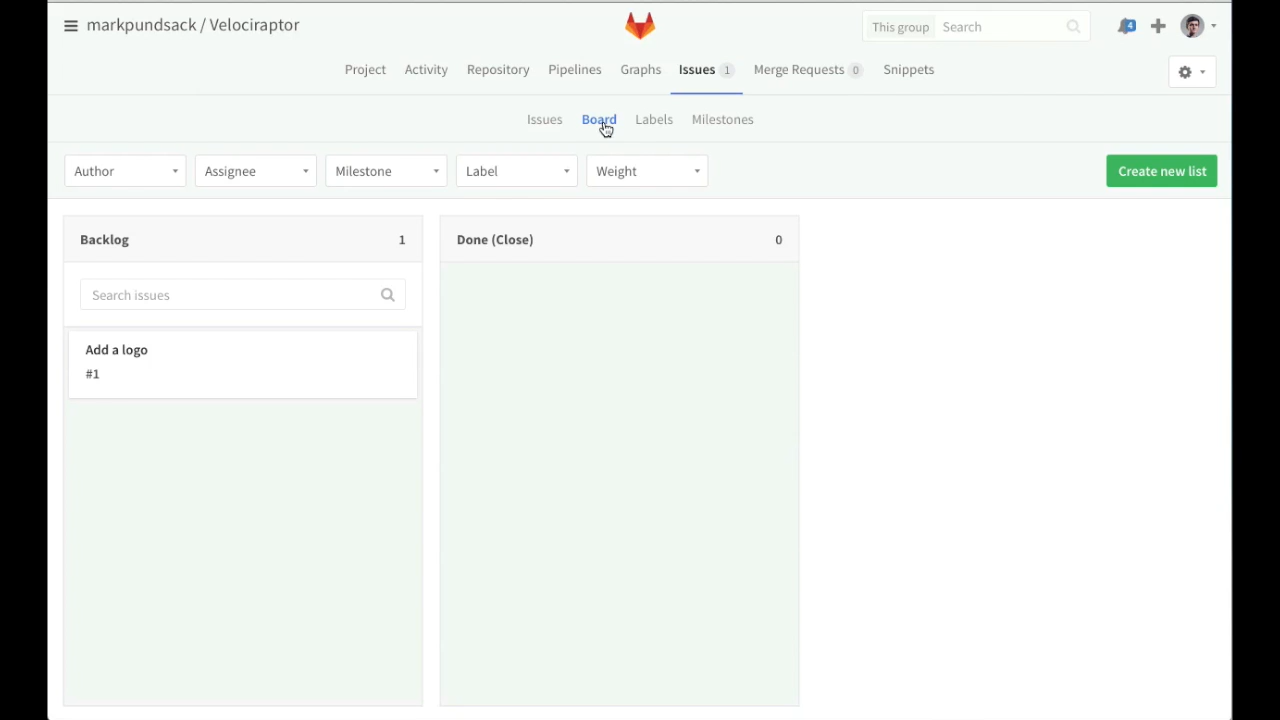 markpundsack / Velociraptor
This group Search
4
Project Activity Repository Pipelines Graphs Issues 1 Merge Requests 0 Snippets
Issues Board Labels Milestones
Author Assignee Milestone Label Weight Create new list
Backlog 1
Done (Close) 0
Search issues
Add a logo
#1